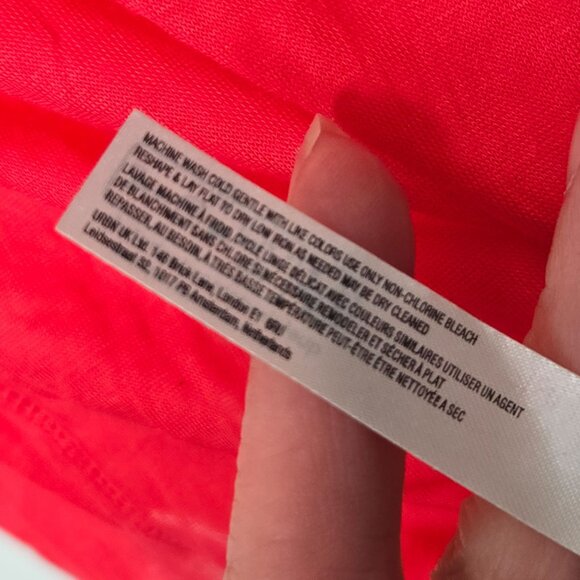 MACHINE WASH COLD GENTLE WITH LIKE COLORS USE ONLY NON-CHLORINE BLEACH
RESHAPE & LAY FLAT TO DRY, LOW IRON AS NEEDED MAY BE DRY CLEANED
LAVAGE MACHINE À FROID, CYCLE LINGE DÉLICAT AVEC COULEURS SIMILAIRES UTILISER UN AGENT
DE BLANCHIMENT SANS CHLORE SI NÉCESSAIRE REMODELER ET SÉCHER À PLAT
REPASSER, AU BESOIN, À TRÈS BASSE TEMPÉRATURE PEUT-ÊTRE ÊTRE NETTOYÉE A SEC
URBN UK Ltd. 146 Brick Lane, London E1 6RU
Leidsestraat 32, 1017 PB Amsterdam, Netherlands